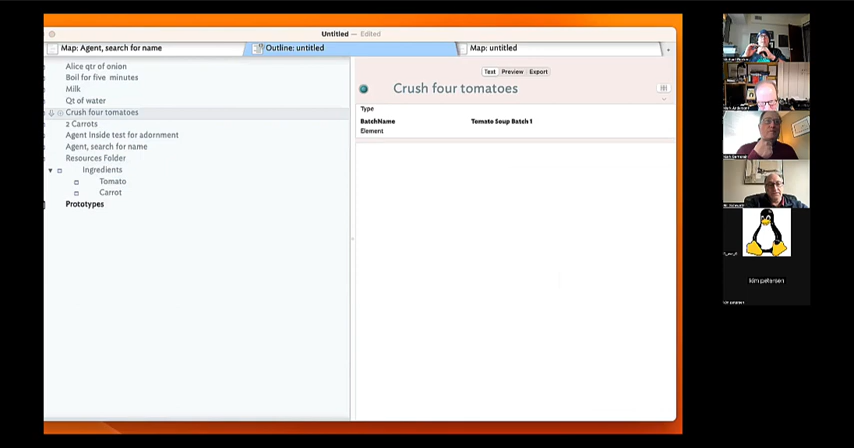 Untitled — Edited
Map: Agent, search for name
Outline: untitled
Map: untitled
Alice qtr of onion
Boil for five minutes
Milk
Qt of water
Crush four tomatoes
2 Carrots
Agent Inside test for adornment
Agent, search for name
Resources Folder
Ingredients
Tomato
Carrot
Prototypes
Text Preview Export
Crush four tomatoes
Type
BatchName Tomato Soup Batch 1
Element
kim petersen